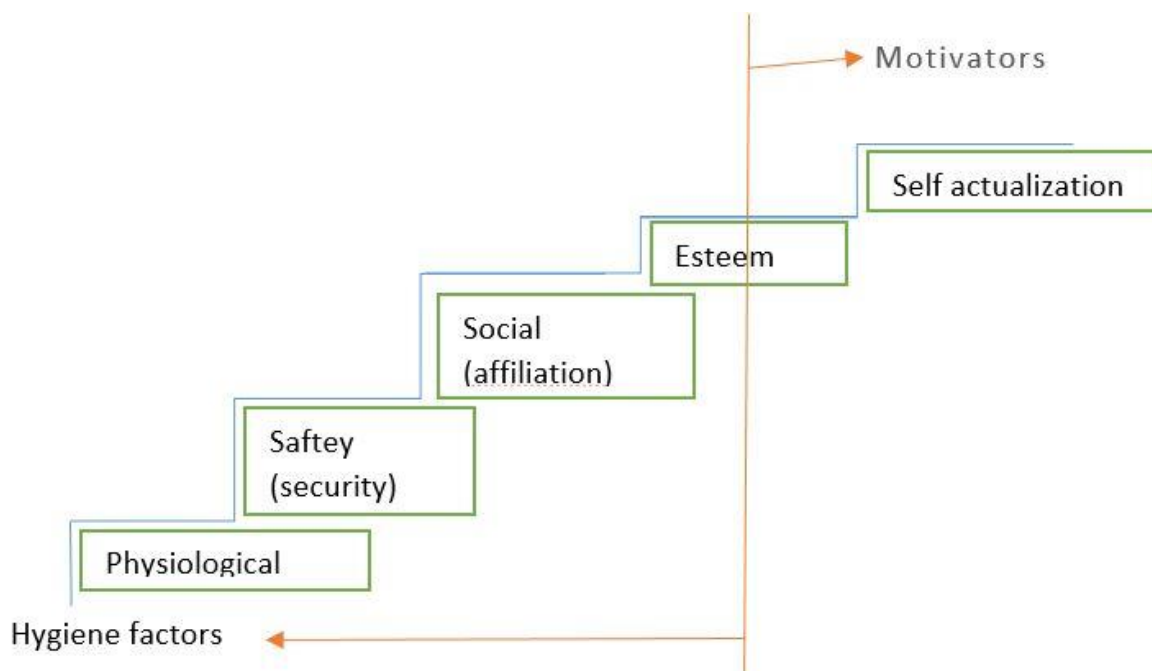 Motivators
Self actualization
Esteem
Social
(affiliation)
Saftey
(security)
Physiological
Hygiene factors